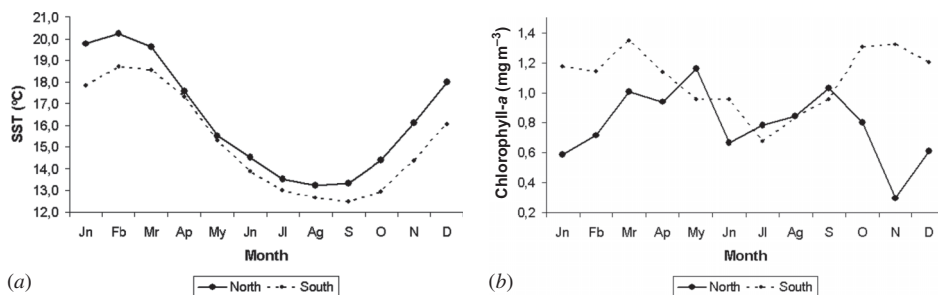 21,0
20,0
19,0
18,0
17,0
16,0
15,0
14,0
13,0
12,0
SST (ºC)
Jn Fb Mr Ap My Jun Jl Ag S O N D
Month
North South
(a)
1,4
1,2
1,0
0,8
0,6
0,4
0,2
Chlorophyll-a (mg m⁻³)
Jn Fb Mr Ap My Jun Jl Ag S O N D
Month
North South
(b)